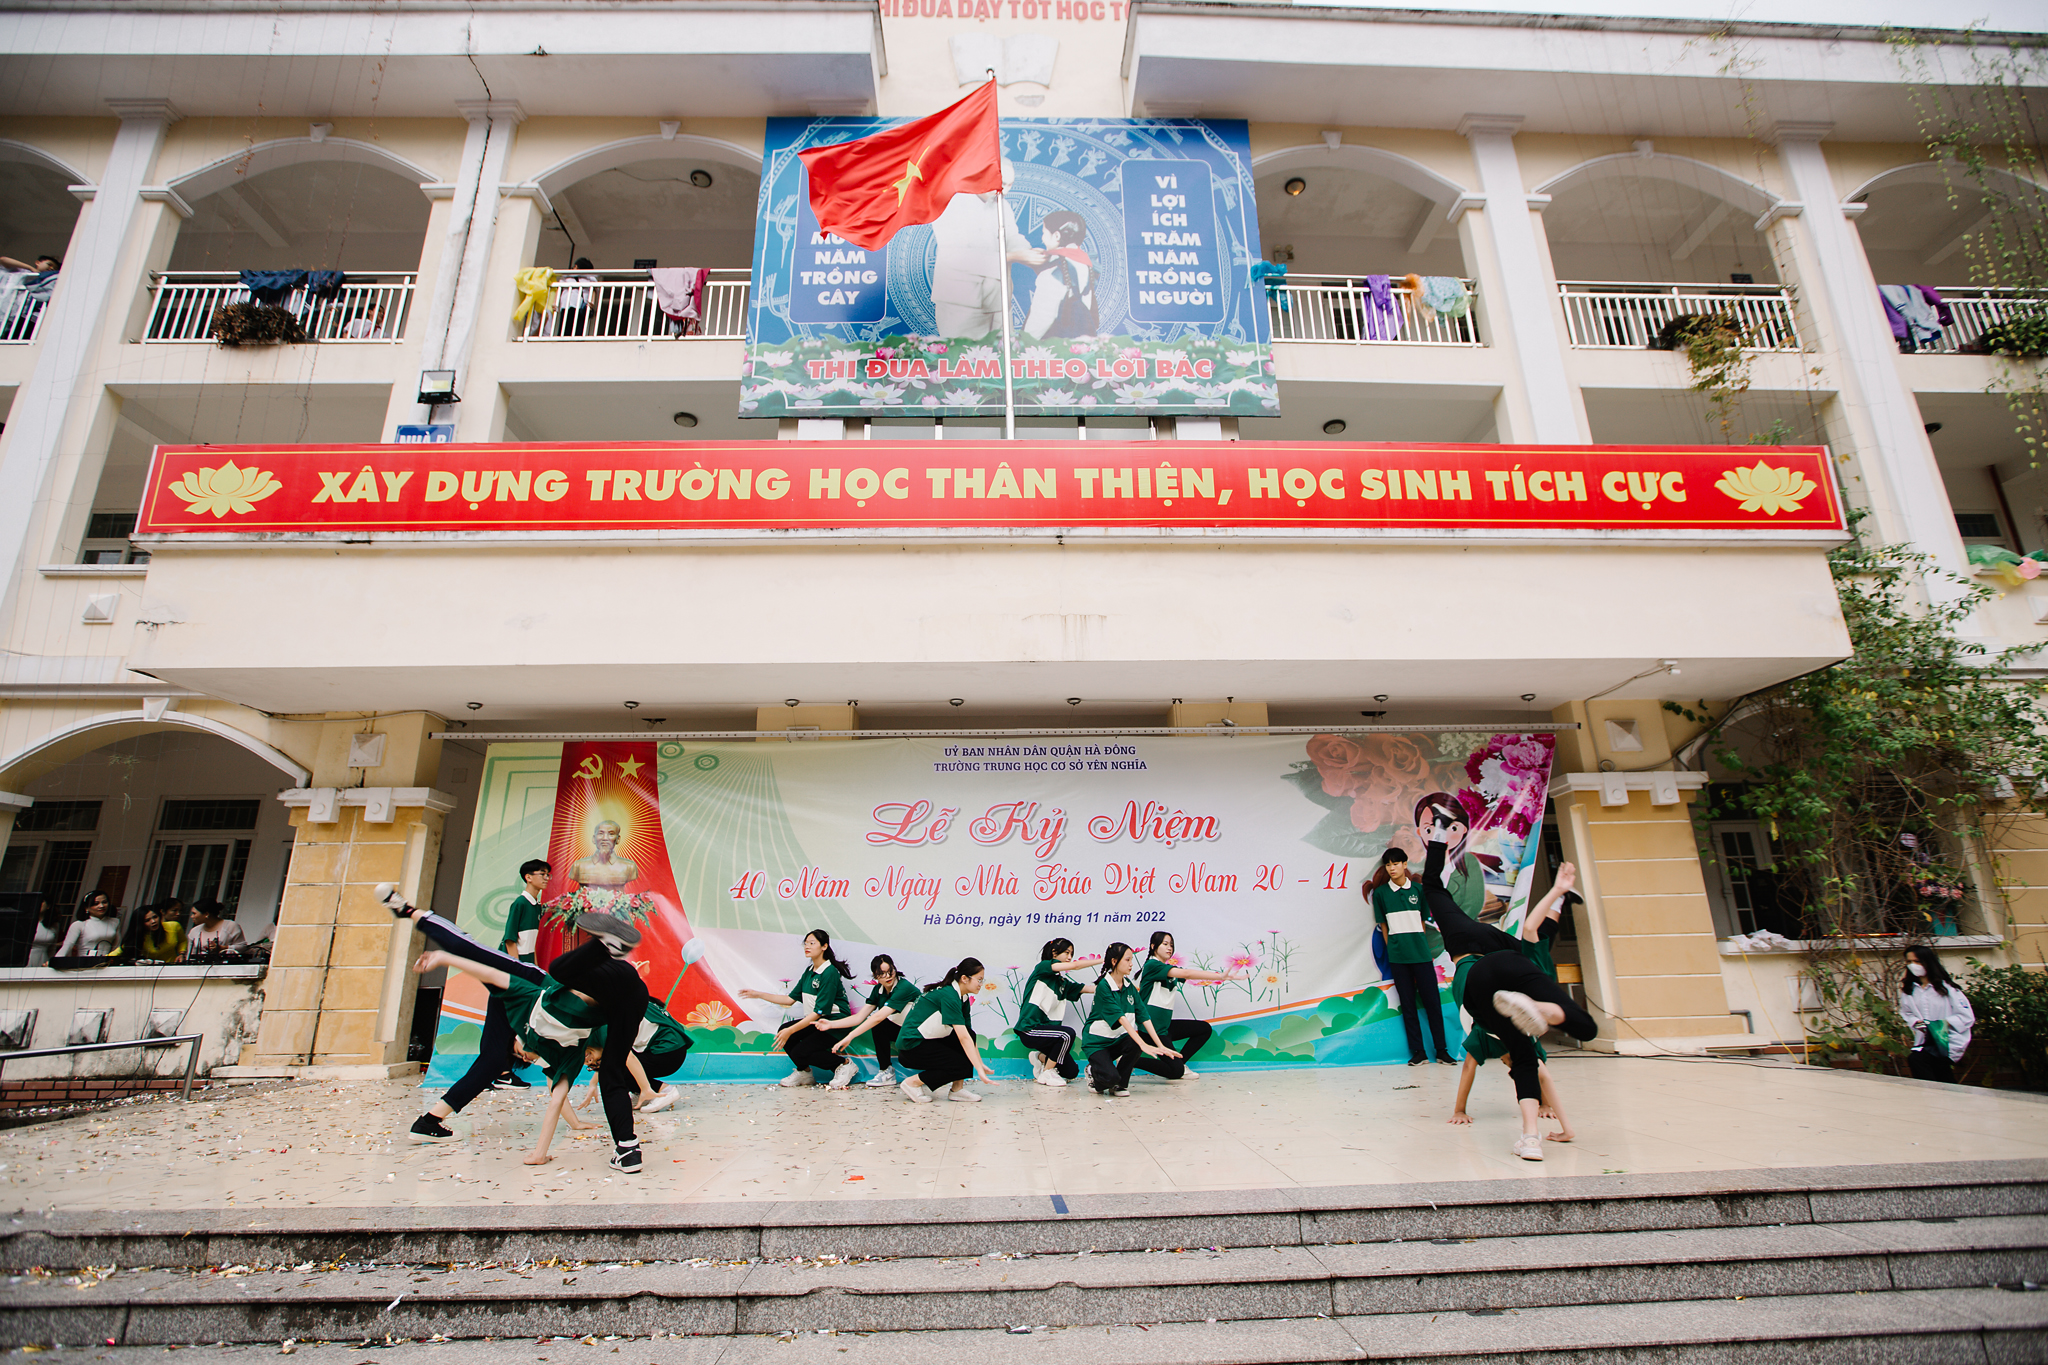 THI ĐUA DẠY TỐT HỌC
NĂM
TRỒNG
CÂY
VÌ
LỢI
ÍCH
TRĂM
NĂM
TRỒNG
NGƯỜI
THI ĐUA LÀM THEO LỜI BÁC
NHÀ B
XÂY DỰNG TRƯỜNG HỌC THÂN THIỆN, HỌC SINH TÍCH CỰC
UỶ BAN NHÂN DÂN QUẬN HÀ ĐÔNG
TRƯỜNG TRUNG HỌC CƠ SỞ YÊN NGHĨA
Lễ Kỷ Niệm
40 Năm Ngày Nhà Giáo Việt Nam 20 - 11
Hà Đông, ngày 19 tháng 11 năm 2022